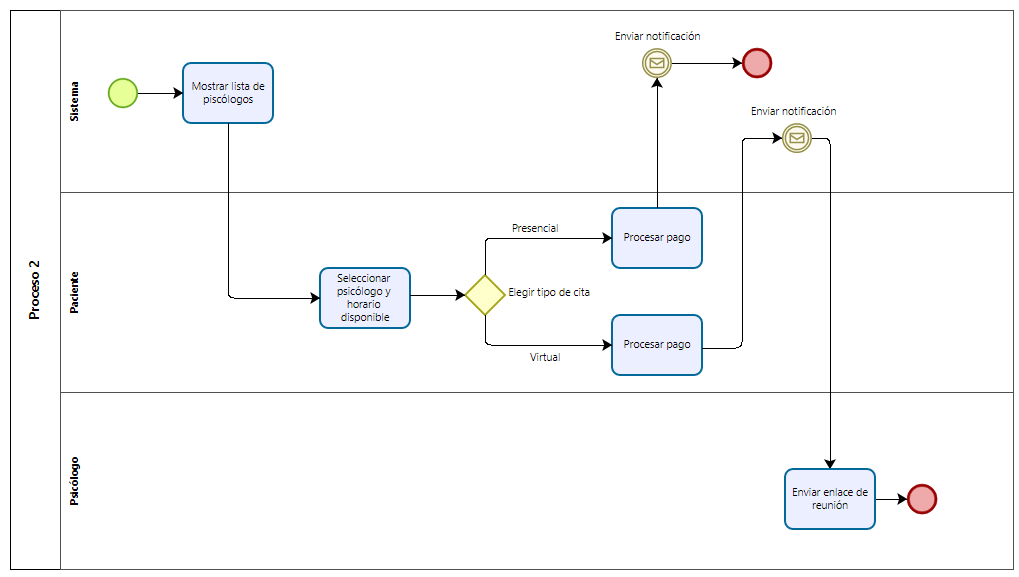 Proceso 2
Sistema
Mostrar lista de
piscólogos
Enviar notificación
Enviar notificación
Paciente
Seleccionar
psicólogo y
horario
disponible
Elegir tipo de cita
Presencial
Procesar pago
Virtual
Procesar pago
Psicólogo
Enviar enlace de
reunión